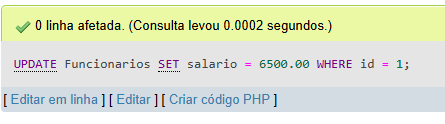 0 linha afetada. (Consulta levou 0.0002 segundos.)
UPDATE Funcionarios SET salario = 6500.00 WHERE id = 1;
[ Editar em linha ] [ Editar ] [ Criar código PHP ]